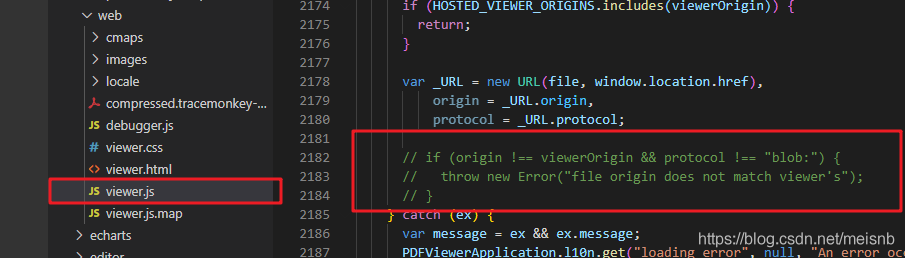 web
cmaps
images
locale
compressed.tracemonkey-...
JS debugger.js
viewer.css
<> viewer.html
JS viewer.js
JS viewer.js.map
echarts
editor
2174 if (HOSTED_VIEWER_ORIGINS.includes(viewerOrigin)) {
2175 return;
2176 }
2177
2178 var _URL = new URL(file, window.location.href),
2179 origin = _URL.origin,
2180 protocol = _URL.protocol;
2181
2182 // if (origin !== viewerOrigin && protocol !== "blob:") {
2183 // throw new Error("file origin does not match viewer's");
2184 // }
2185 } catch (ex) {
2186 var message = ex && ex.message;
2187 PDFViewerApplication.l10n.get("loading_error", null, "An error occ
https://blog.csdn.net/meisnb